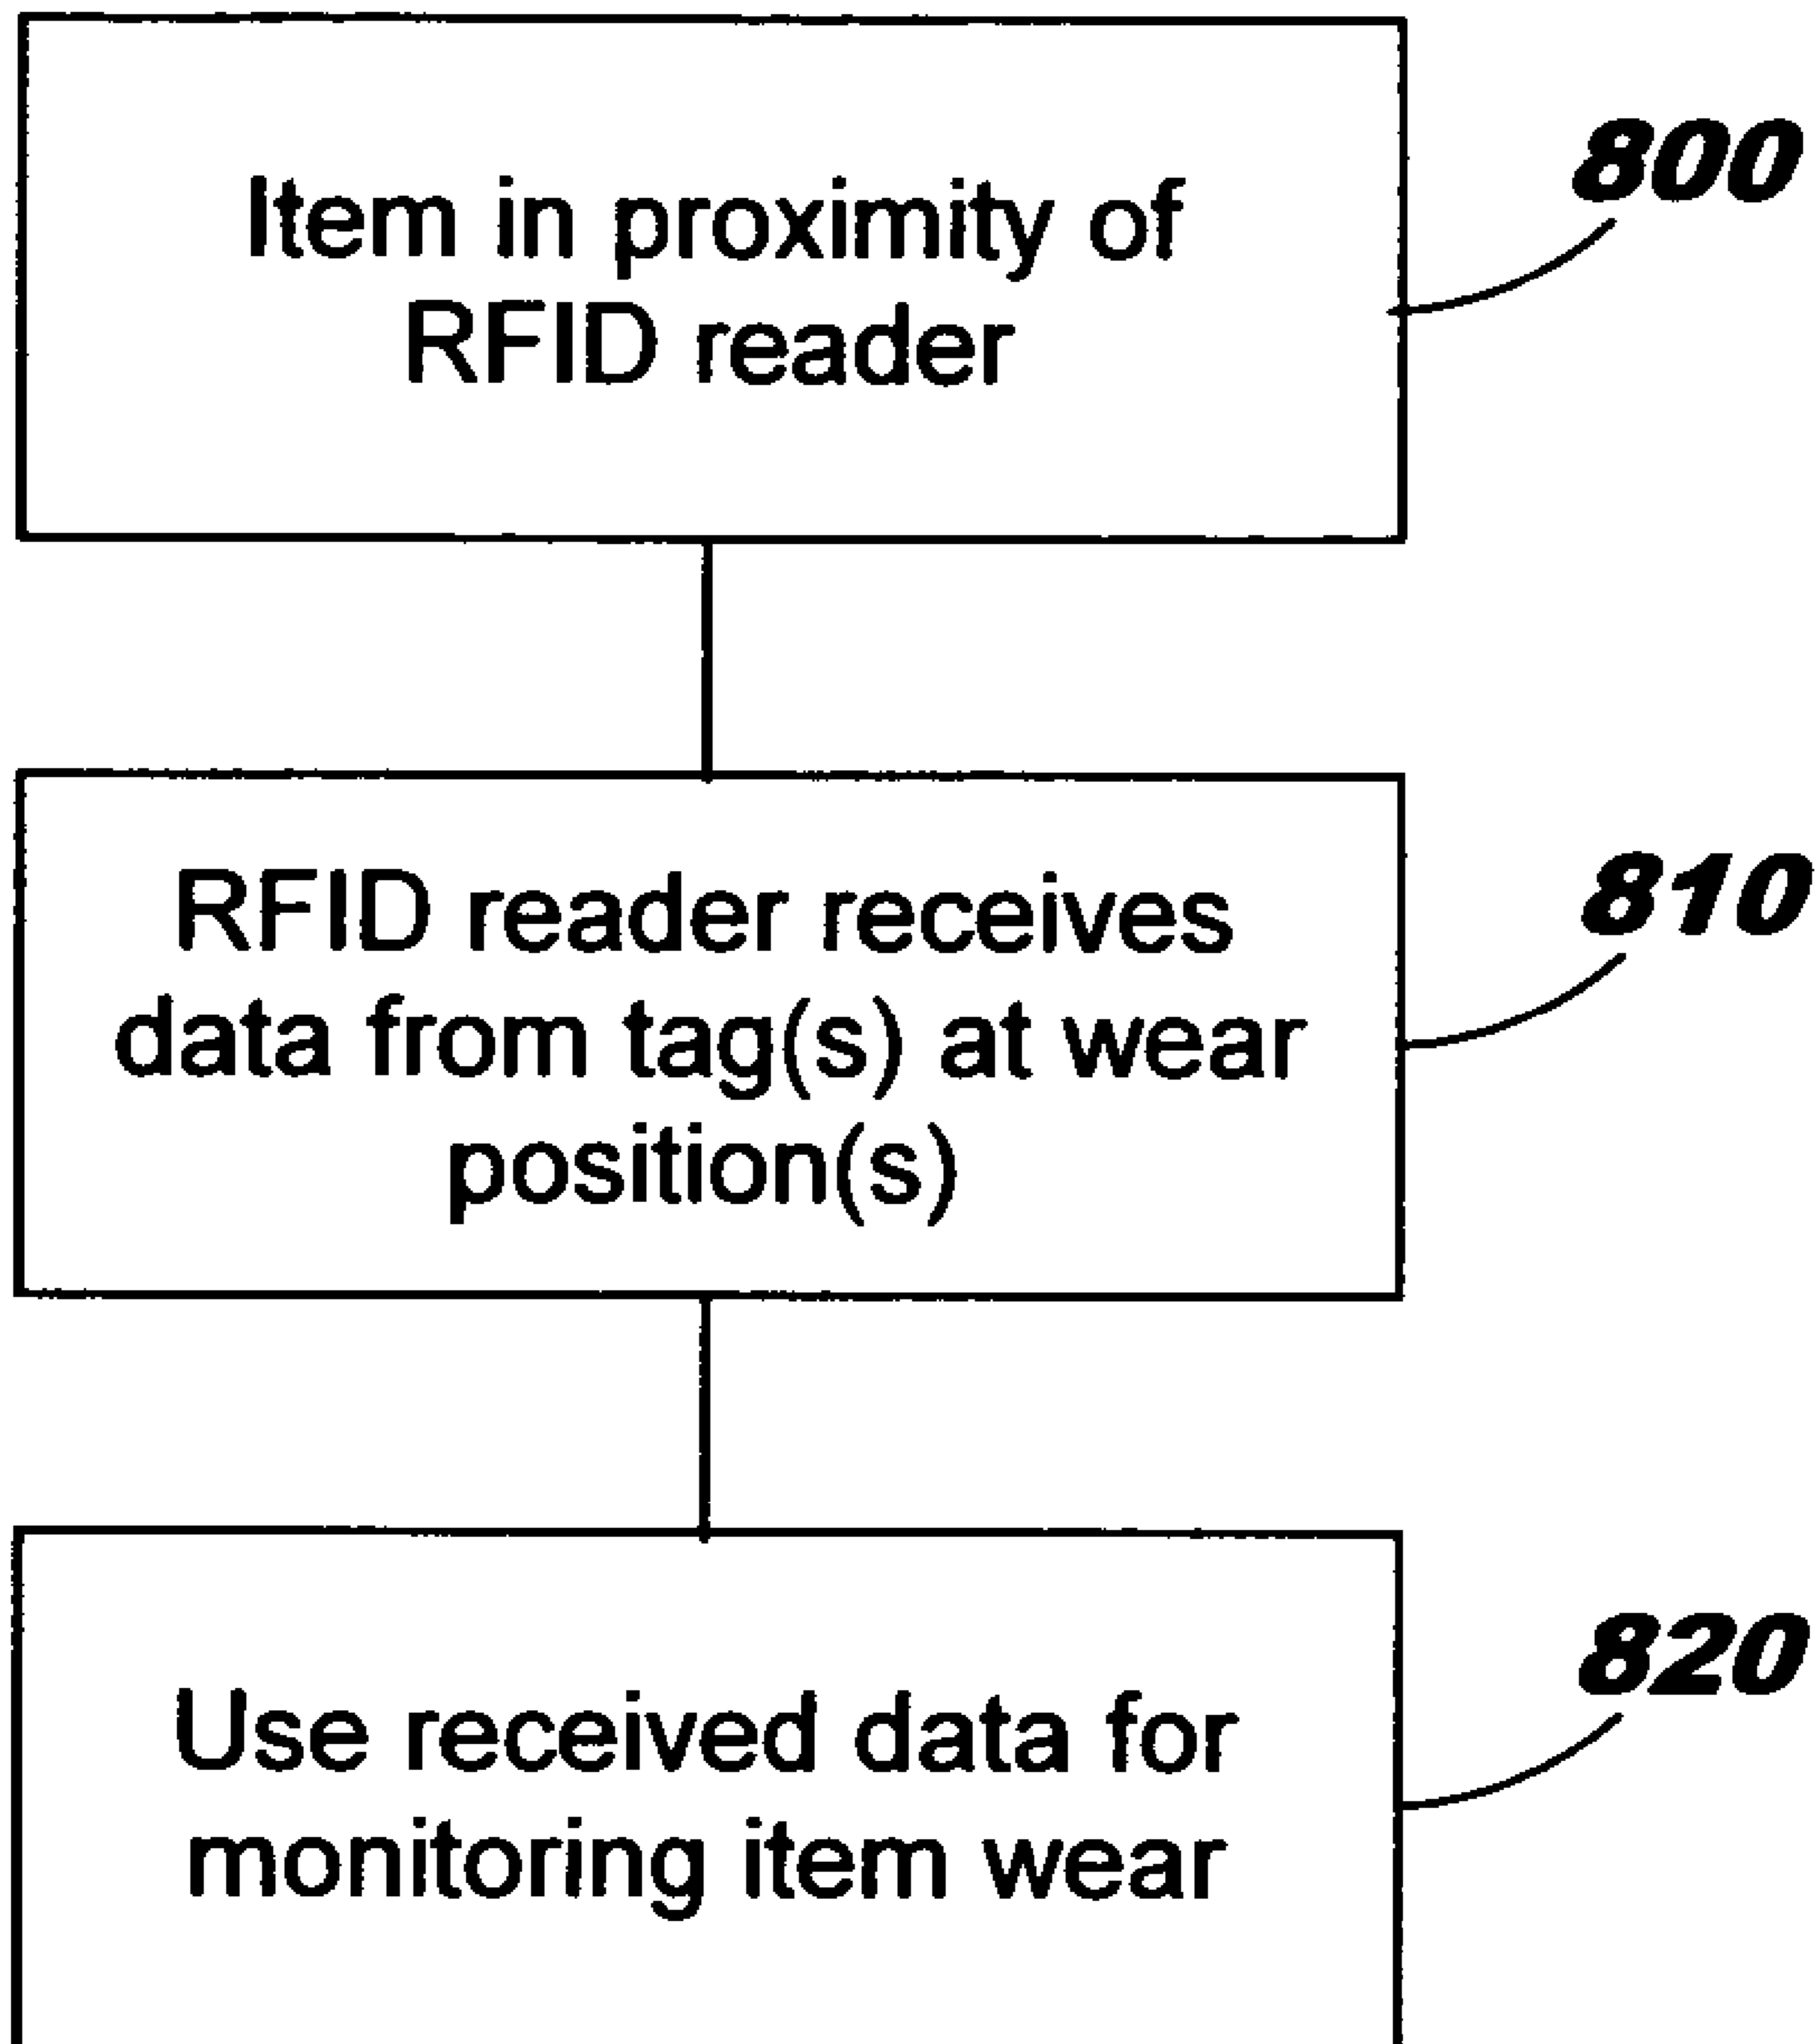 Item in proximity of
RFID reader
800
RFID reader receives
data from tag(s) at wear
position(s)
810
Use received data for
monitoring item wear
820